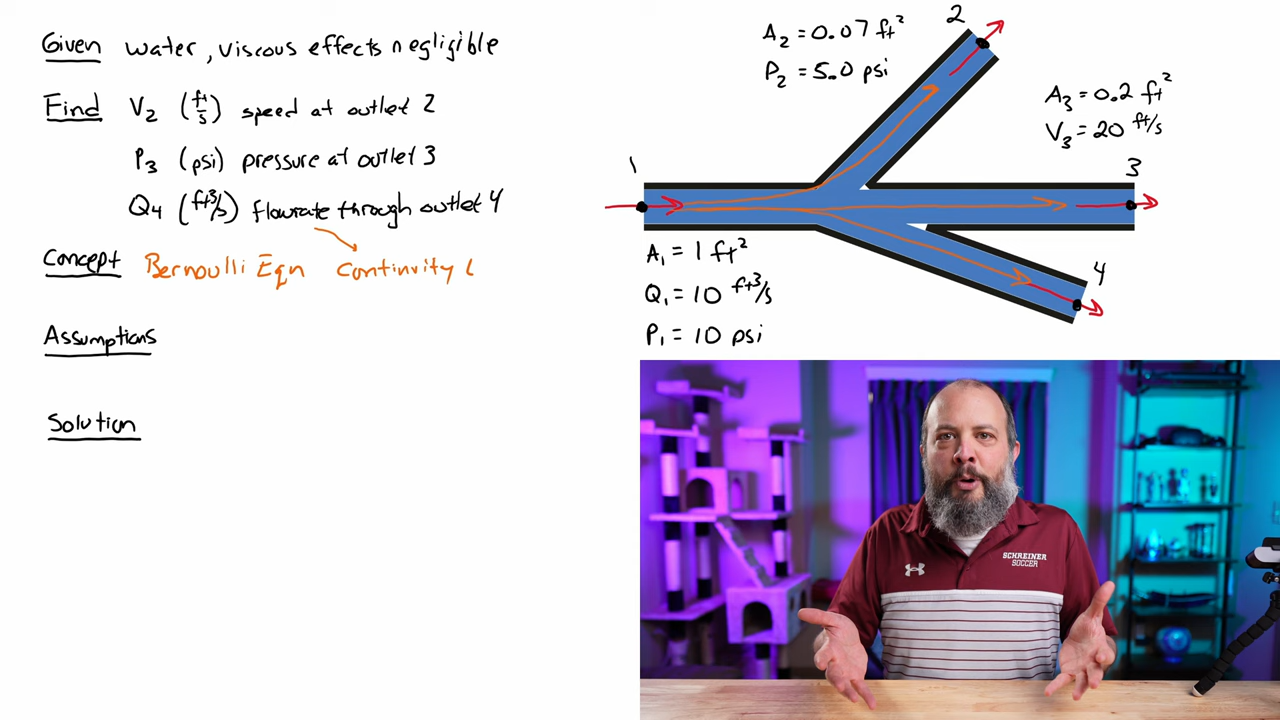 Given water, viscous effects negligible
Find V₂ (ft/s) speed at outlet 2
P₃ (psi) pressure at outlet 3
Q₄ (ft³/s) flowrate through outlet 4
Concept Bernoulli Eqn Continuity (
Assumptions
Solution
A₂ = 0.07 ft²
P₂ = 5.0 psi
2
A₃ = 0.2 ft²
V₃ = 20 ft/s
1
3
4
A₁ = 1 ft²
Q₁ = 10 ft³/s
P₁ = 10 psi
SCHREINER
SOCCER